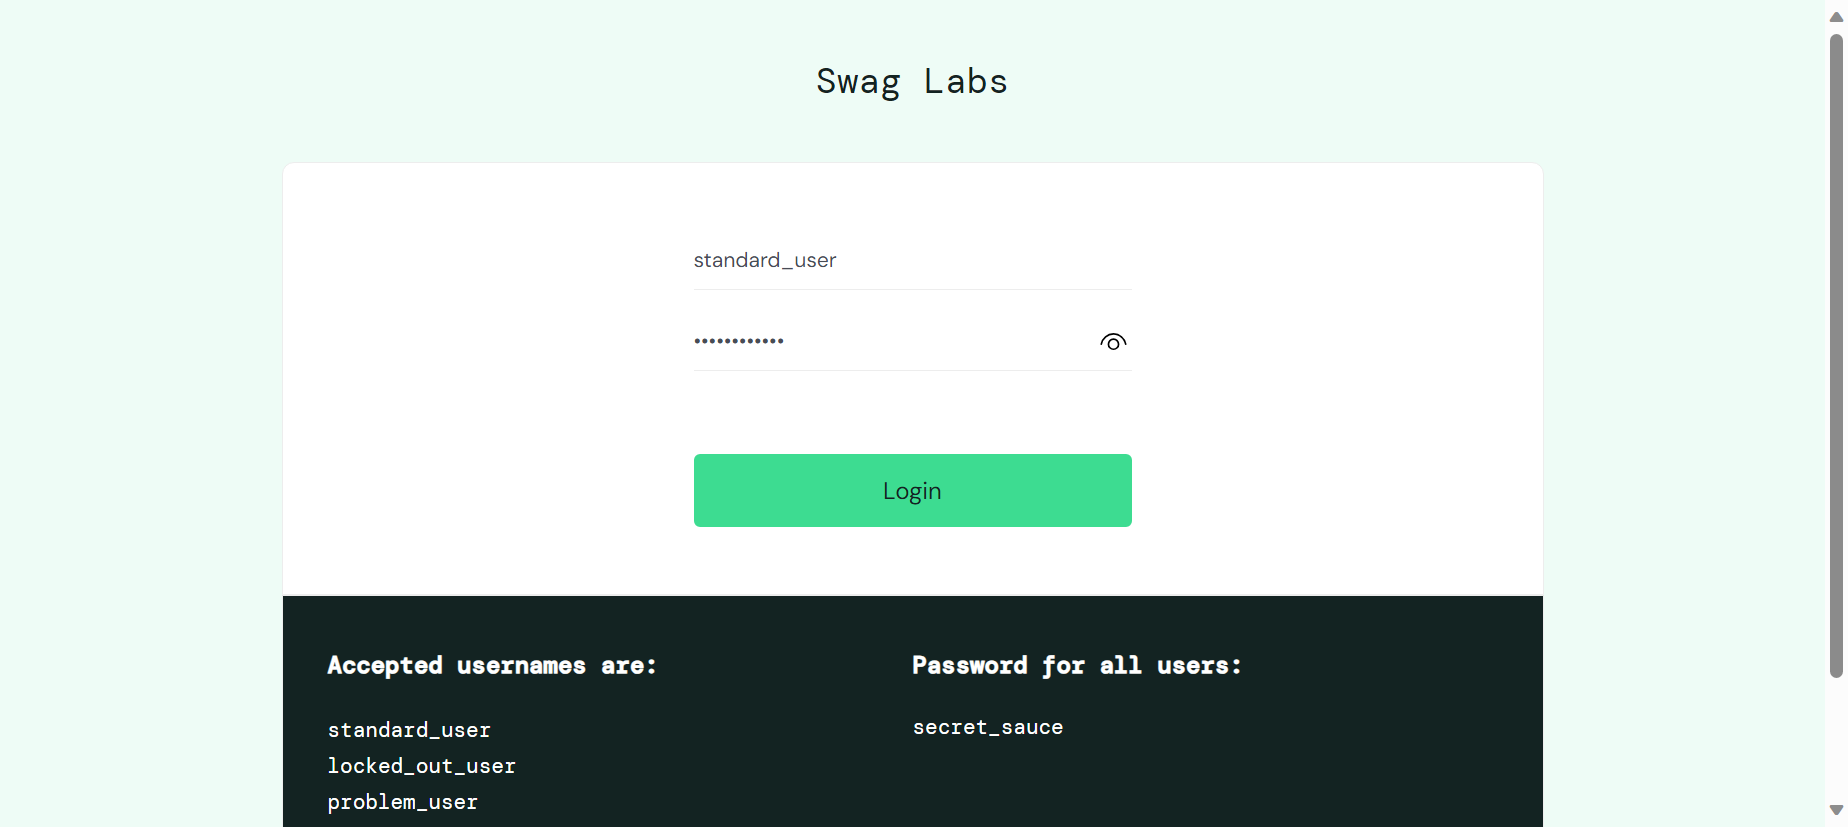 Swag Labs
standard_user
••••••••••••
Login
Accepted usernames are:
standard_user
locked_out_user
problem_user
Password for all users:
secret_sauce